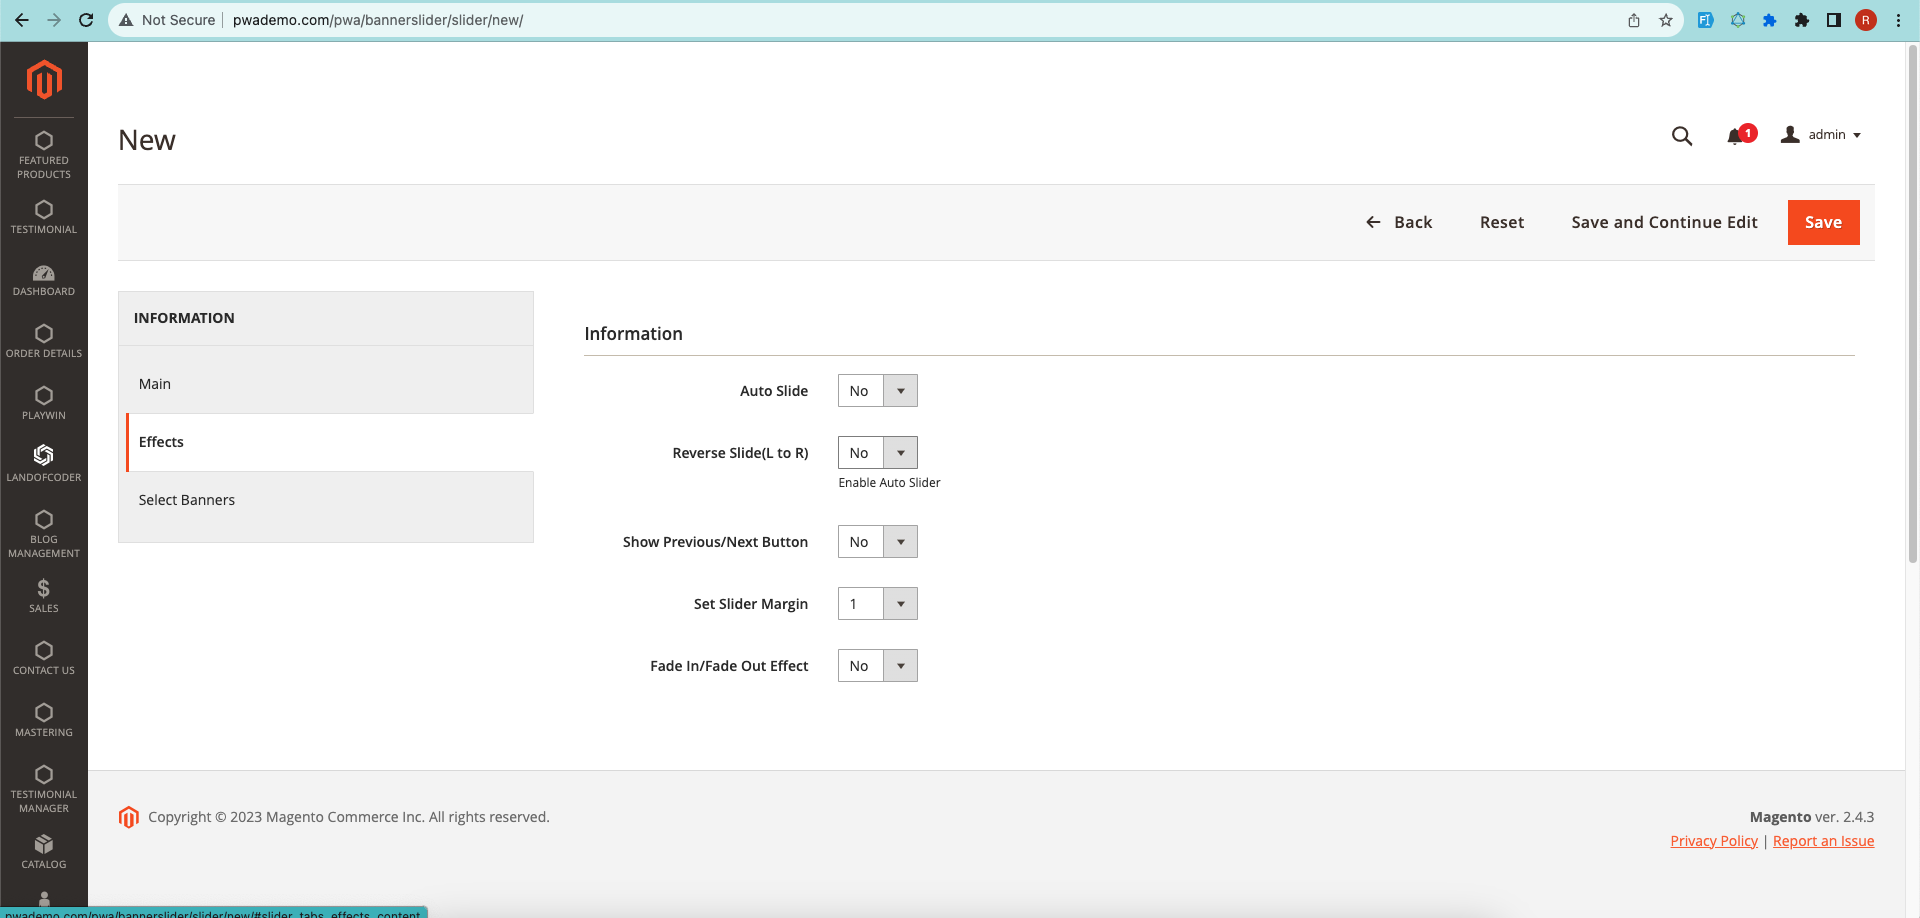 Not Secure
pwademo.com/pwa/bannerslider/slider/new/
R
FEATURED
PRODUCTS
TESTIMONIAL
DASHBOARD
ORDER DETAILS
PLAYWIN
LANDOFCODER
BLOG
MANAGEMENT
SALES
CONTACT US
MASTERING
TESTIMONIAL
MANAGER
CATALOG
New
1
admin
Back
Reset
Save and Continue Edit
Save
INFORMATION
Main
Effects
Select Banners
Information
Auto Slide No
Reverse Slide(L to R) No
Enable Auto Slider
Show Previous/Next Button No
Set Slider Margin 1
Fade In/Fade Out Effect No
Copyright © 2023 Magento Commerce Inc. All rights reserved.
Magento ver. 2.4.3
Privacy Policy | Report an Issue
pwademo.com/pwa/bannerslider/slider/new/#slider_tabs_effects_content